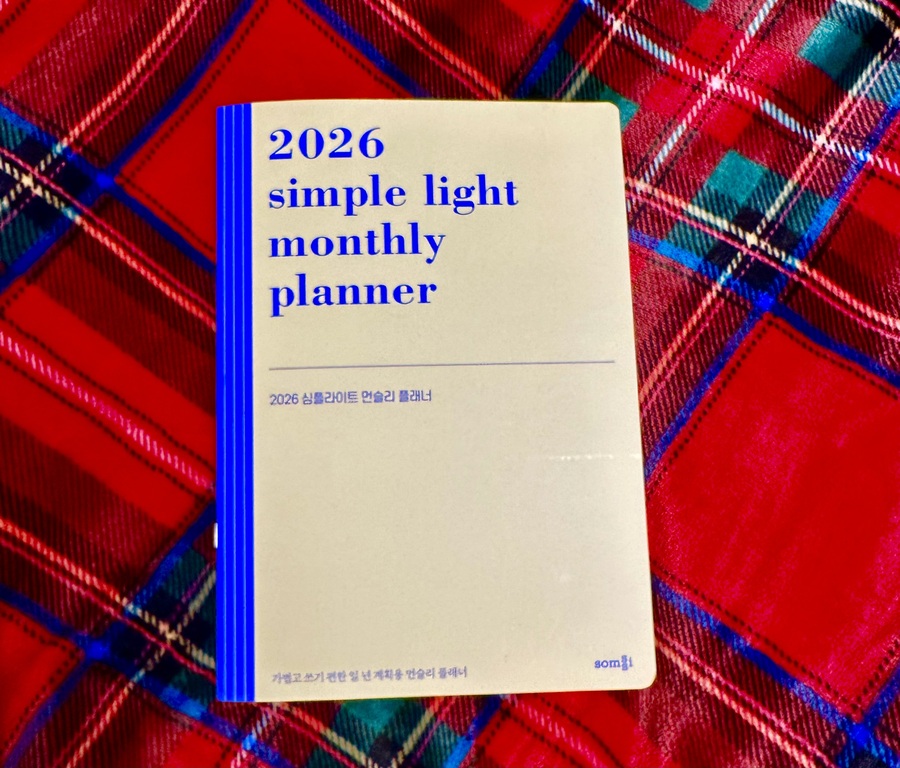 2026
simple light
monthly
planner
2026 심플라이트 먼슬리 플래너
가볍고 쓰기 편한 일 년 계획용 먼슬리 플래너
somssi